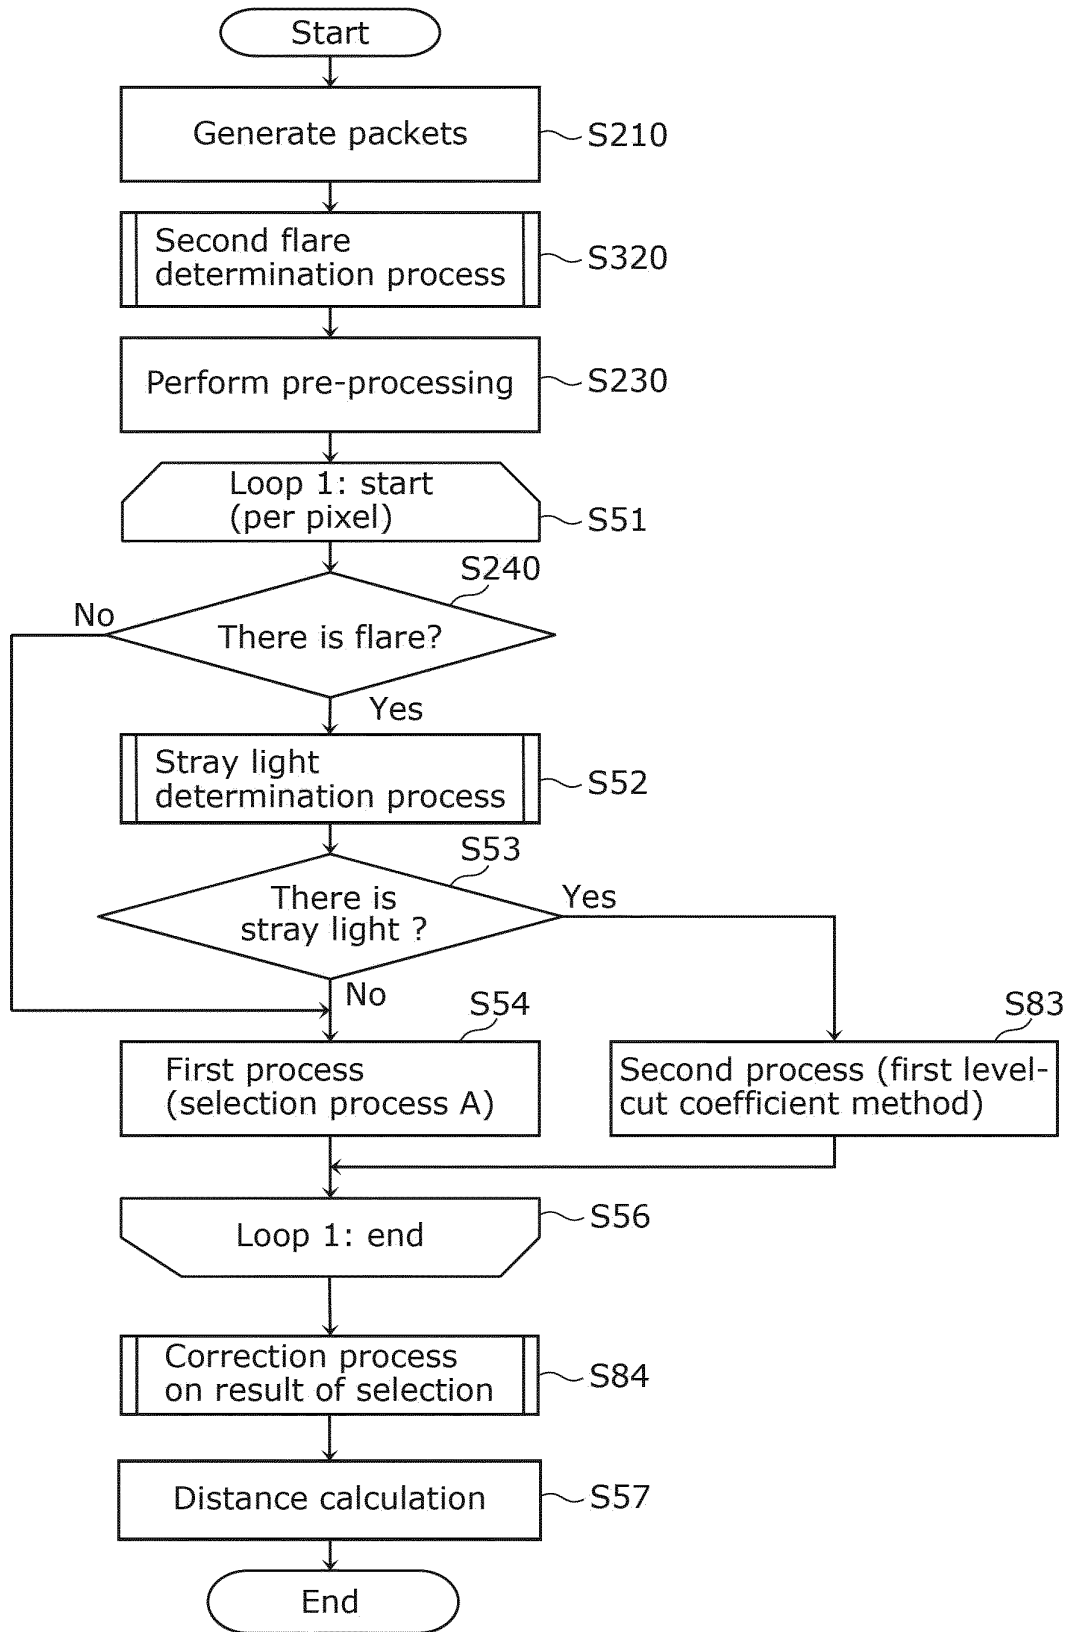 Start
Generate packets
S210
Second flare
determination process
S320
Perform pre-processing
S230
Loop 1: start
(per pixel)
S51
S240
No
There is flare?
Yes
Stray light
determination process
S52
S53
There is
stray light ?
Yes
No
S54
S83
First process
(selection process A)
Second process (first level-
cut coefficient method)
S56
Loop 1: end
Correction process
on result of selection
S84
Distance calculation
S57
End